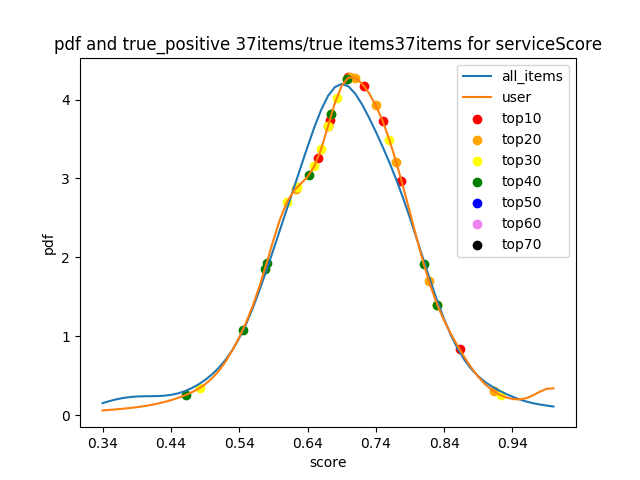 pdf and true_positive 37items/true items37items for serviceScore
all_items
user
top10
top20
top30
top40
top50
top60
top70
pdf
4
3
2
1
0
0.34 0.44 0.54 0.64 0.74 0.84 0.94
score